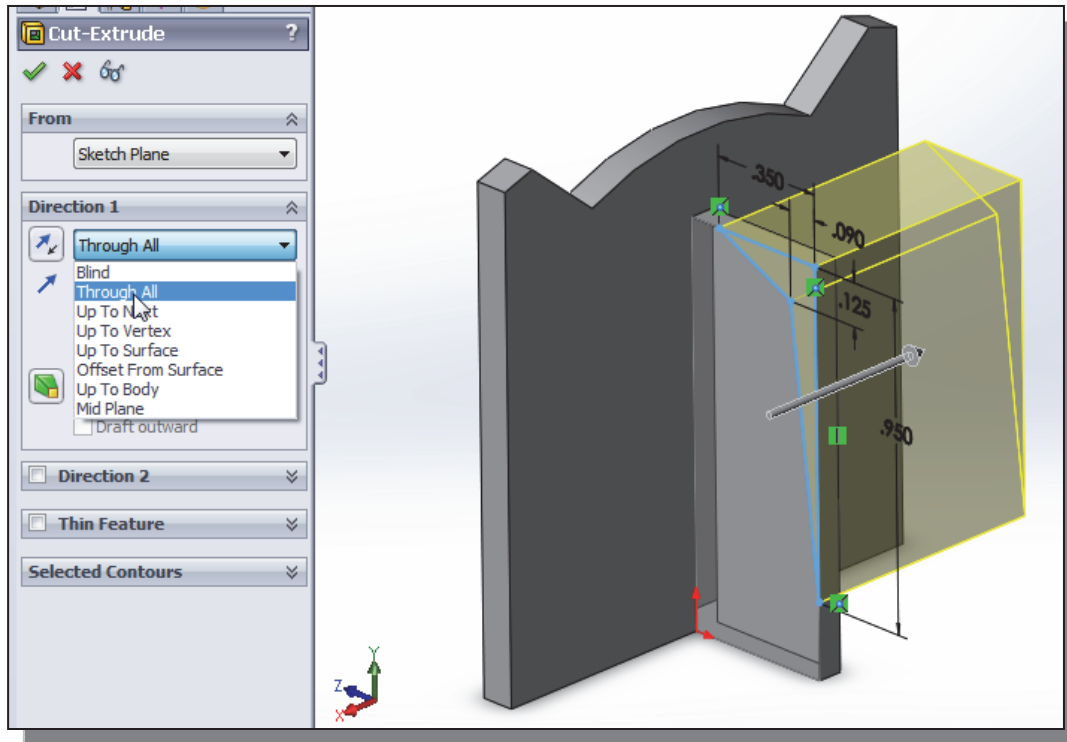 Cut-Extrude ?
From
Sketch Plane
Direction 1
Through All
Blind
Through All
Up To Next
Up To Vertex
Up To Surface
Offset From Surface
Up To Body
Mid Plane
Draft outward
Direction 2
Thin Feature
Selected Contours
.350
.090
.125
.950
Y
Z
X